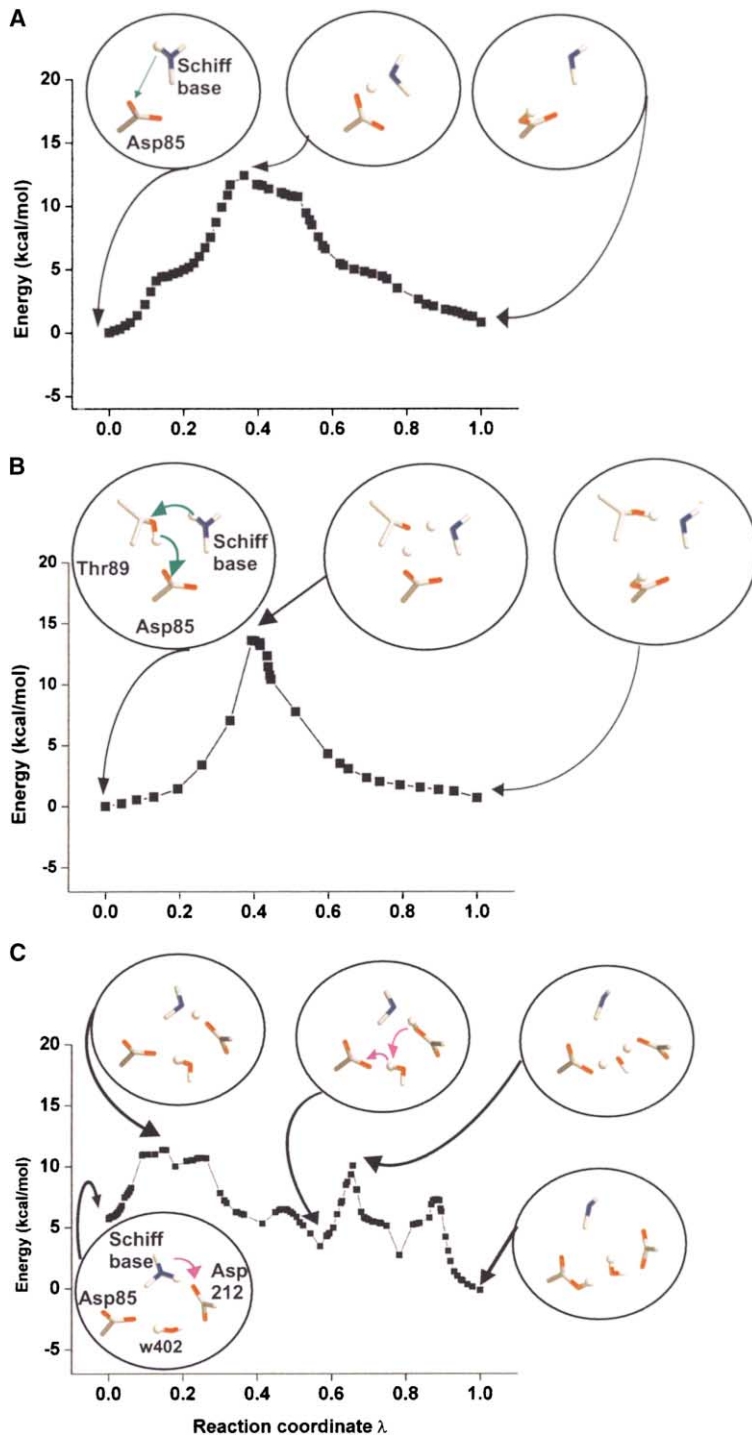 A
Schiff
base
Asp85
Energy (kcal/mol)
20
15
10
5
0
-5
0.0 0.2 0.4 0.6 0.8 1.0
B
Thr89
Schiff
base
Asp85
Energy (kcal/mol)
20
15
10
5
0
-5
0.0 0.2 0.4 0.6 0.8 1.0
C
Energy (kcal/mol)
20
15
10
5
0
-5
Schiff
base
Asp
212
Asp85
w402
0.0 0.2 0.4 0.6 0.8 1.0
Reaction coordinate λ